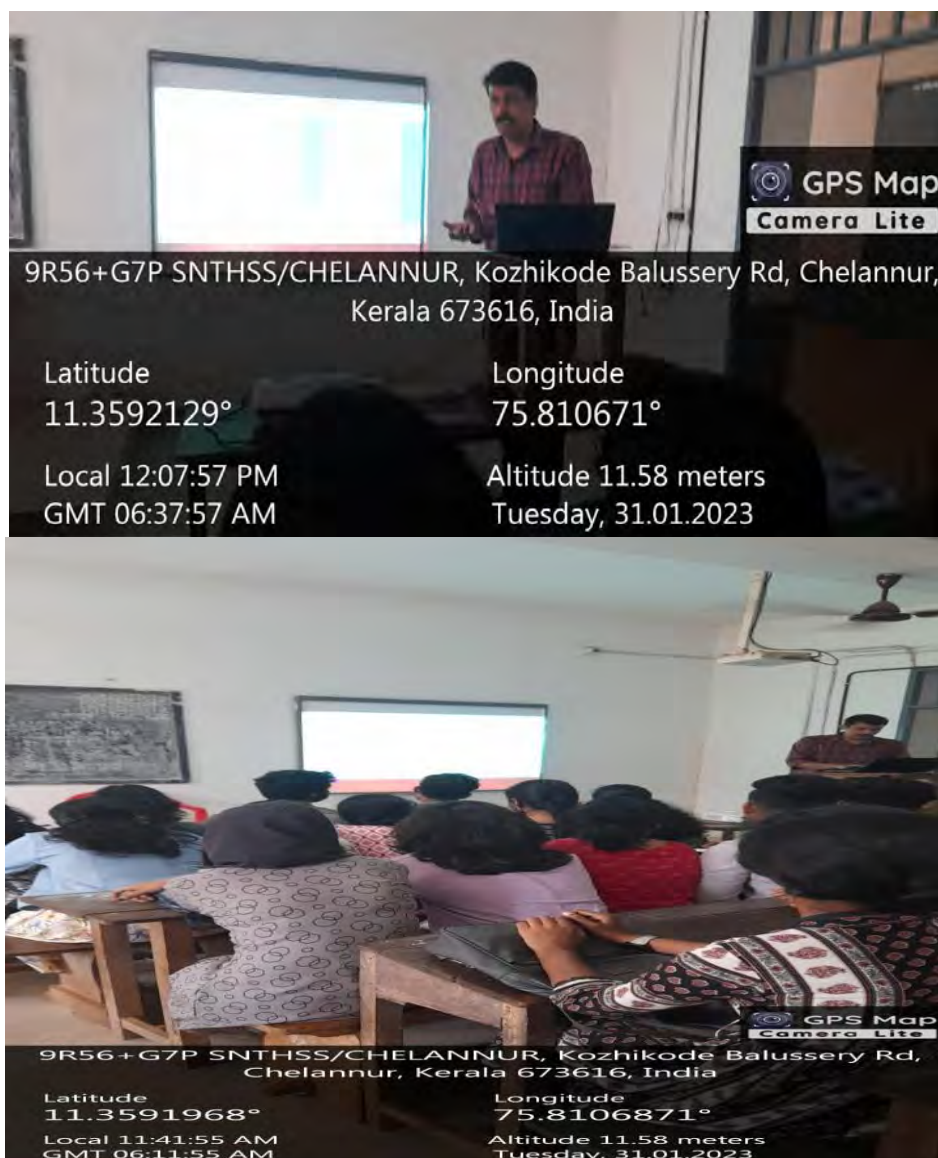 GPS Map
Camera Lite
9R56+G7P SNTHSS/CHELANNUR, Kozhikode Balussery Rd, Chelannur,
Kerala 673616, India
Latitude
11.3592129°
Longitude
75.810671°
Local 12:07:57 PM
GMT 06:37:57 AM
Altitude 11.58 meters
Tuesday, 31.01.2023
GPS Map
Camera Lite
9R56+G7P SNTHSS/CHELANNUR, Kozhikode Balussery Rd,
Chelannur, Kerala 673616, India
Latitude
11.3591968°
Longitude
75.8106871°
Local 11:41:55 AM
GMT 06:11:55 AM
Altitude 11.58 meters
Tuesday, 31.01.2023